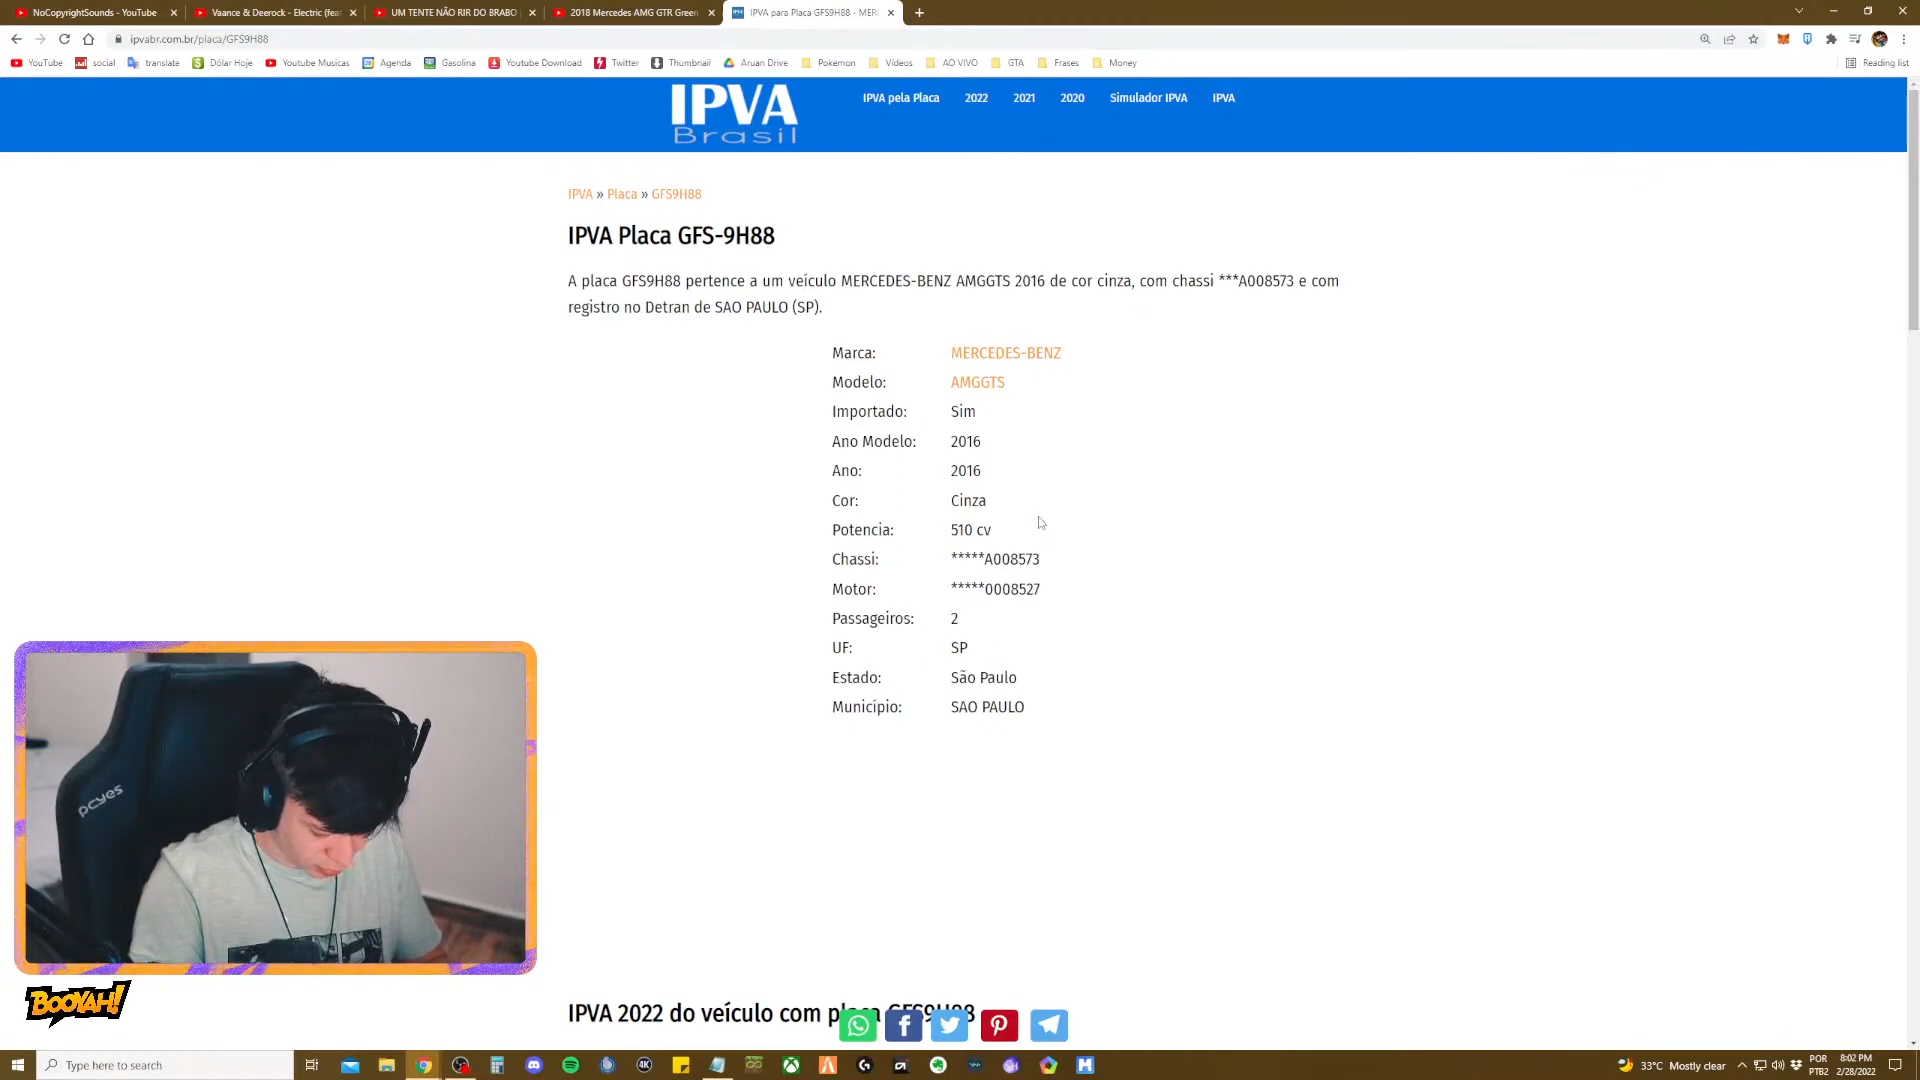 NoCopyrightSounds - YouTube
Vaance & Deerock - Electric (feat
UM TENTE NÃO RIR DO BRABO
2018 Mercedes AMG GTR Green
IPVA para Placa GFS9H88 - MER
ipvabr.com.br/placa/GFS9H88
YouTube social translate Dólar Hoje Youtube Musicas Agenda Gasolina Youtube Download Twitter Thumbnail Aruan Drive Pokemon Vídeos AO VIVO GTA Frases Money Reading list
IPVA
Brasil
IPVA pela Placa 2022 2021 2020 Simulador IPVA IPVA
IPVA » Placa » GFS9H88
IPVA Placa GFS-9H88
A placa GFS9H88 pertence a um veículo MERCEDES-BENZ AMGGTS 2016 de cor cinza, com chassi ***A008573 e com
registro no Detran de SAO PAULO (SP).
Marca: MERCEDES-BENZ
Modelo: AMGGTS
Importado: Sim
Ano Modelo: 2016
Ano: 2016
Cor: Cinza
Potencia: 510 cv
Chassi: *****A008573
Motor: *****0008527
Passageiros: 2
UF: SP
Estado: São Paulo
Município: SAO PAULO
pcyes
BOOYAH!
IPVA 2022 do veículo com placa GFS9H88
Type here to search
4K
33°C Mostly clear
POR
PTB2
8:02 PM
2/28/2022